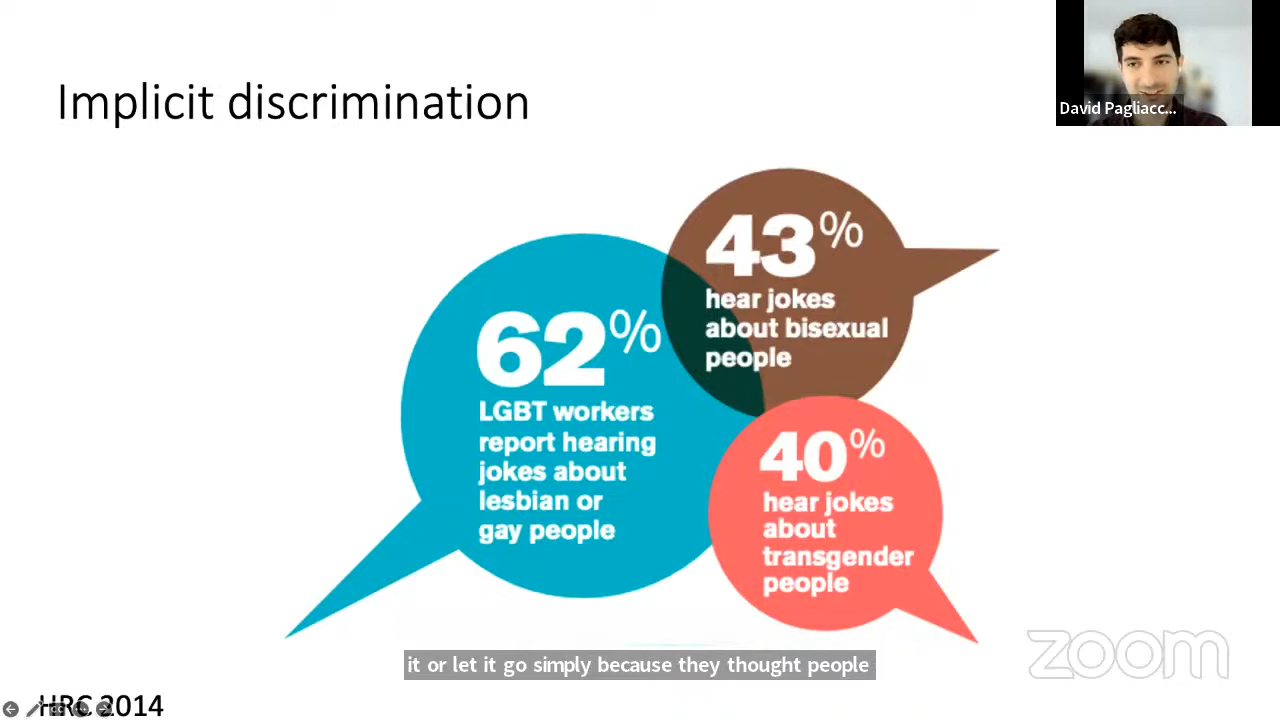 Implicit discrimination
David Pagliacc...
43%
hear jokes
about bisexual
people
62%
LGBT workers
report hearing
jokes about
lesbian or
gay people
40%
hear jokes
about
transgender
people
it or let it go simply because they thought people
zoom
HRC 2014